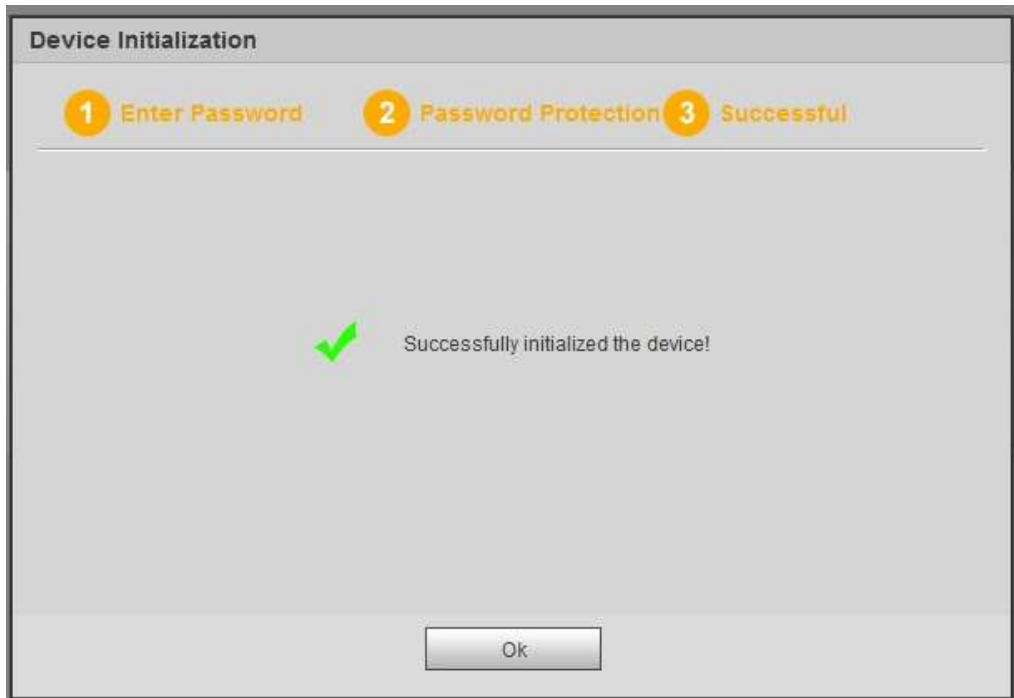 Device Initialization
1 Enter Password 2 Password Protection 3 Successful
Successfully initialized the device!
Ok